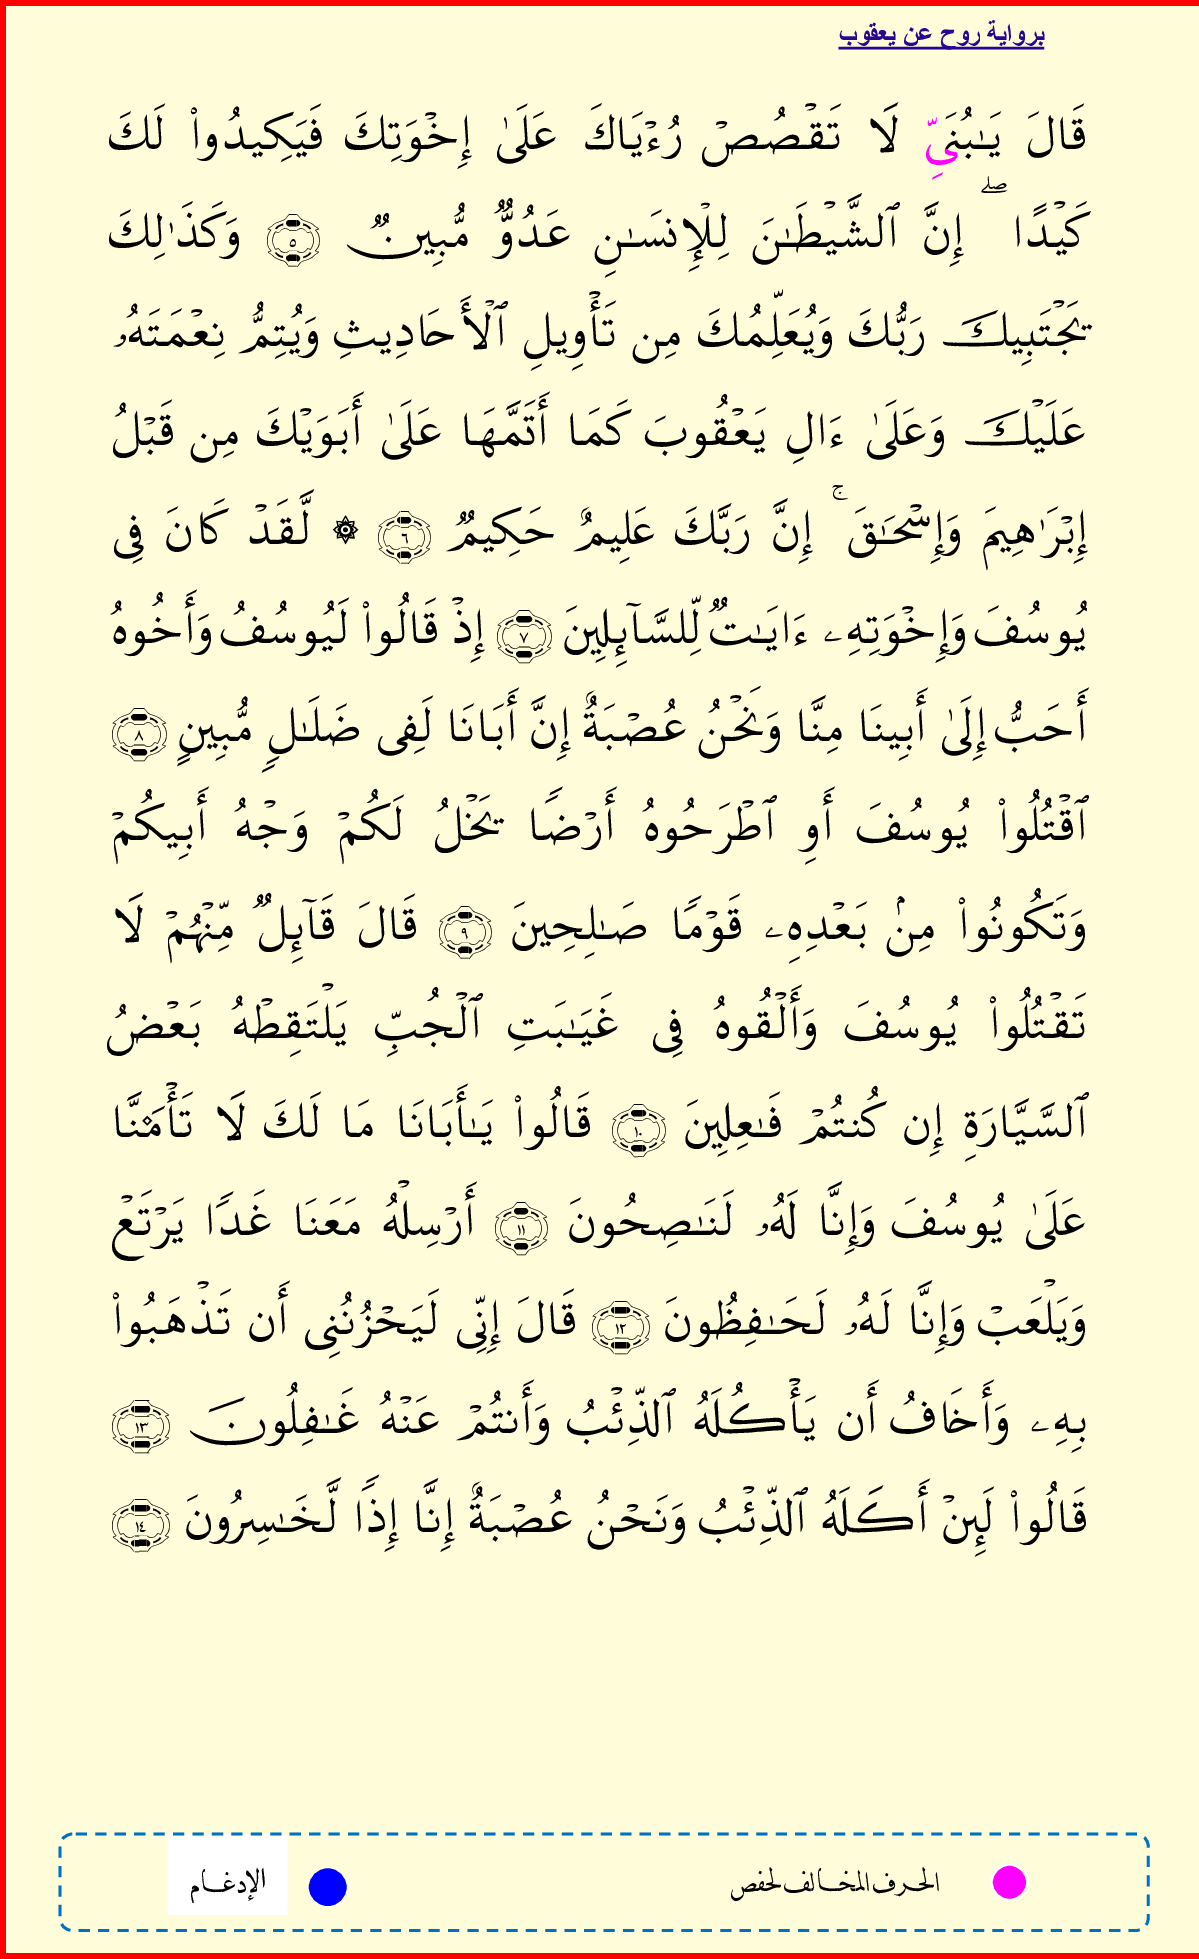 برواية روح عن يعقوب
قَالَ يَـٰبُنَيِّ لَا تَقۡصُصۡ رُءۡيَاكَ عَلَىٰٓ إِخۡوَتِكَ فَيَكِيدُوا۟ لَكَ
كَيۡدًا ۖ إِنَّ ٱلشَّيۡطَـٰنَ لِلۡإِنسَـٰنِ عَدُوٌّ مُّبِينٌ ٥ وَكَذَٰلِكَ
يَجۡتَبِيكَ رَبُّكَ وَيُعَلِّمُكَ مِن تَأۡوِيلِ ٱلۡأَحَادِيثِ وَيُتِمُّ نِعۡمَتَهُۥ
عَلَيۡكَ وَعَلَىٰٓ ءَالِ يَعۡقُوبَ كَمَا أَتَمَّهَا عَلَىٰٓ أَبَوَيۡكَ مِن قَبۡلُ
إِبۡرَٰهِيمَ وَإِسۡحَـٰقَ ۚ إِنَّ رَبَّكَ عَلِيمٌ حَكِيمٌ ٦ ۞ لَّقَدۡ كَانَ فِى
يُوسُفَ وَإِخۡوَتِهِۦ ءَايَـٰتٌ لِّلسَّآئِلِينَ ٧ إِذۡ قَالُوا۟ لَيُوسُفُ وَأَخُوهُ
أَحَبُّ إِلَىٰٓ أَبِينَا مِنَّا وَنَحۡنُ عُصۡبَةٌ إِنَّ أَبَانَا لَفِى ضَلَـٰلٍ مُّبِينٍ ٨
ٱقۡتُلُوا۟ يُوسُفَ أَوِ ٱطۡرَحُوهُ أَرۡضًا يَخۡلُ لَكُمۡ وَجۡهُ أَبِيكُمۡ
وَتَكُونُوا۟ مِنۢ بَعۡدِهِۦ قَوۡمًا صَـٰلِحِينَ ٩ قَالَ قَآئِلٌ مِّنۡهُمۡ لَا
تَقۡتُلُوا۟ يُوسُفَ وَأَلۡقُوهُ فِى غَيَـٰبَتِ ٱلۡجُبِّ يَلۡتَقِطۡهُ بَعۡضُ
ٱلسَّيَّارَةِ إِن كُنتُمۡ فَـٰعِلِينَ ١٠ قَالُوا۟ يَـٰأَبَانَا مَا لَكَ لَا تَأۡمَ۫نَّا
عَلَىٰ يُوسُفَ وَإِنَّا لَهُۥ لَنَـٰصِحُونَ ١١ أَرۡسِلۡهُ مَعَنَا غَدًا يَرۡتَعۡ
وَيَلۡعَبۡ وَإِنَّا لَهُۥ لَحَـٰفِظُونَ ١٢ قَالَ إِنِّى لَيَحۡزُنُنِى أَن تَذۡهَبُوا۟
بِهِۦ وَأَخَافُ أَن يَأۡكُلَهُ ٱلذِّئۡبُ وَأَنتُمۡ عَنۡهُ غَـٰفِلُونَ ١٣
قَالُوا۟ لَئِنۡ أَكَلَهُ ٱلذِّئۡبُ وَنَحۡنُ عُصۡبَةٌ إِنَّا إِذًا لَّخَـٰسِرُونَ ١٤
الحرف المخالف لحفص
الإدغام